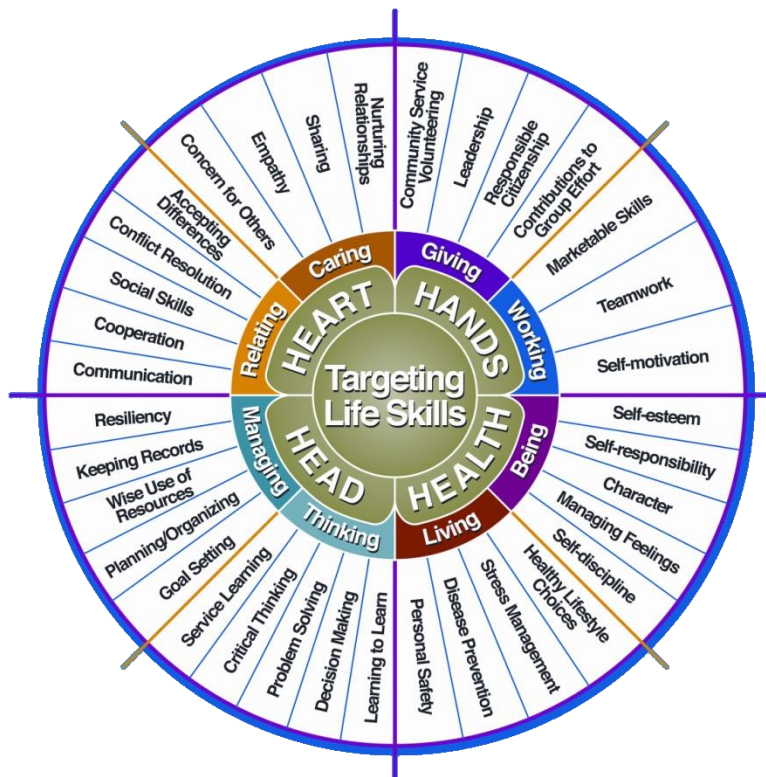 Targeting
Life Skills
HEART
HANDS
HEALTH
HEAD
Caring
Giving
Working
Being
Living
Thinking
Managing
Relating
Nurturing
Relationships
Sharing
Empathy
Concern for Others
Community Service
Volunteering
Leadership
Responsible
Citizenship
Contributions to
Group Effort
Marketable Skills
Teamwork
Self-motivation
Self-esteem
Self-responsibility
Character
Managing Feelings
Self-discipline
Healthy Lifestyle
Choices
Stress Management
Disease Prevention
Personal Safety
Learning to Learn
Decision Making
Problem Solving
Critical Thinking
Service Learning
Goal Setting
Planning/Organizing
Wise Use of
Resources
Keeping Records
Resiliency
Communication
Cooperation
Social Skills
Conflict Resolution
Accepting
Differences